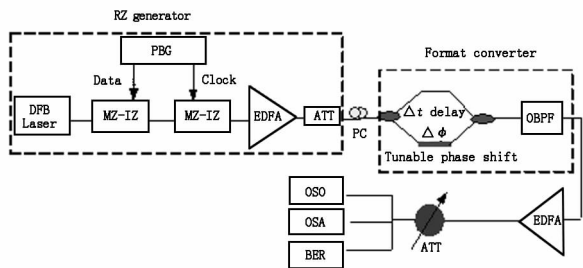 RZ generator
PBG
Data
Clock
DFB
Laser
MZ-IZ
MZ-IZ
EDFA
ATT
PC
Format converter
Δt delay
Δϕ
Tunable phase shift
OBPF
OSO
OSA
BER
ATT
EDFA